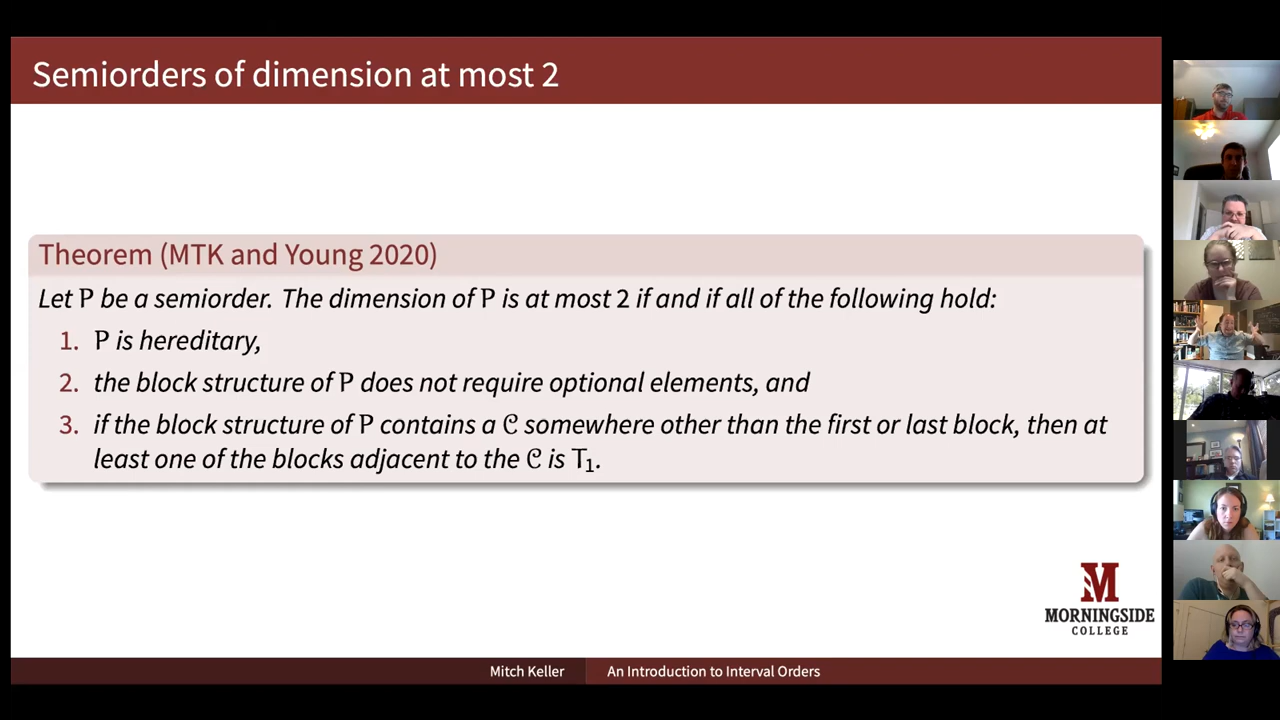 Semiorders of dimension at most 2
Theorem (MTK and Young 2020)
Let P be a semiorder. The dimension of P is at most 2 if and if all of the following hold:
1. P is hereditary,
2. the block structure of P does not require optional elements, and
3. if the block structure of P contains a C somewhere other than the first or last block, then at
least one of the blocks adjacent to the C is T₁.
M
MORNINGSIDE
COLLEGE
Mitch Keller An Introduction to Interval Orders